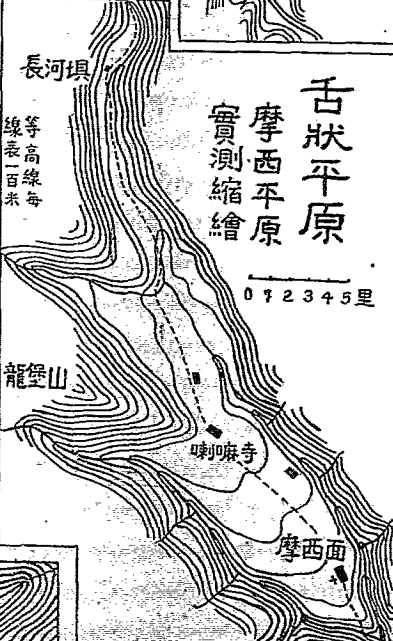 舌狀平原
摩西平原
實測縮繪
0 1 2 3 4 5里
長河垻
等高線每
線表一百米
龍堡山
喇嘛寺
摩西面